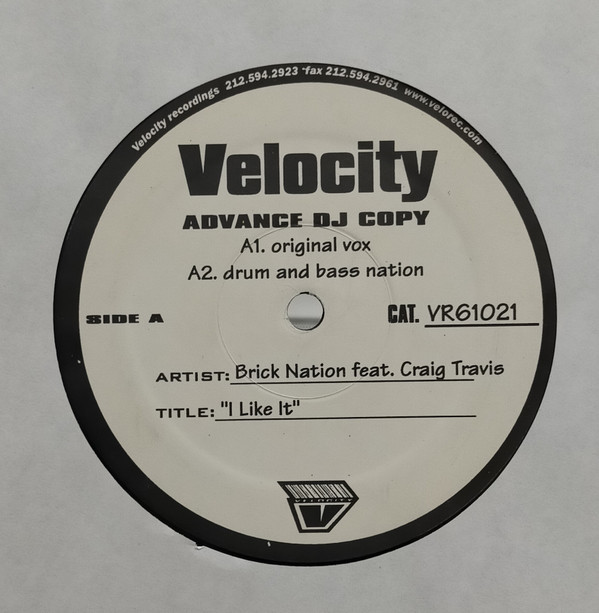 Velocity recordings 212.594.2923 fax 212.594.2961 www.velorec.com
Velocity
ADVANCE DJ COPY
A1. original vox
A2. drum and bass nation
SIDE A
CAT. VR61021
ARTIST: Brick Nation feat. Craig Travis
TITLE: "I Like It"
VELOCITY
V